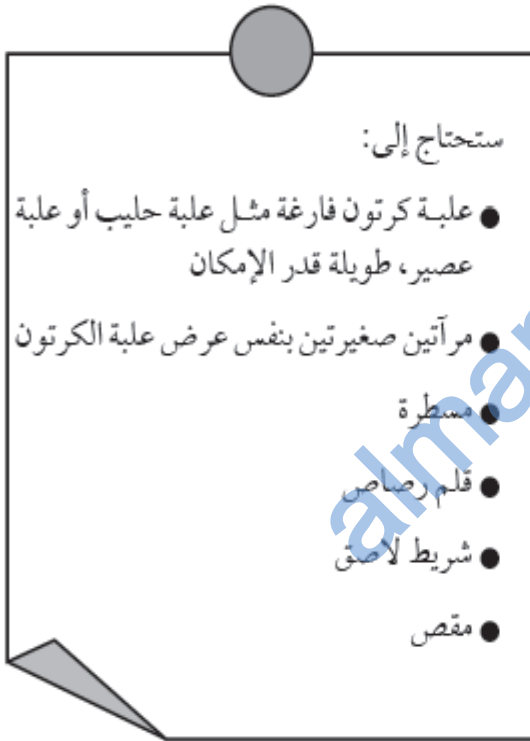 ستحتاج إلى:
● علبة كرتون فارغة مثل علبة حليب أو علبة
عصير، طويلة قدر الإمكان
● مرآتين صغيرتين بنفس عرض علبة الكرتون
● مسطرة
● قلم رصاص
● شريط لاصق
● مقص
alma